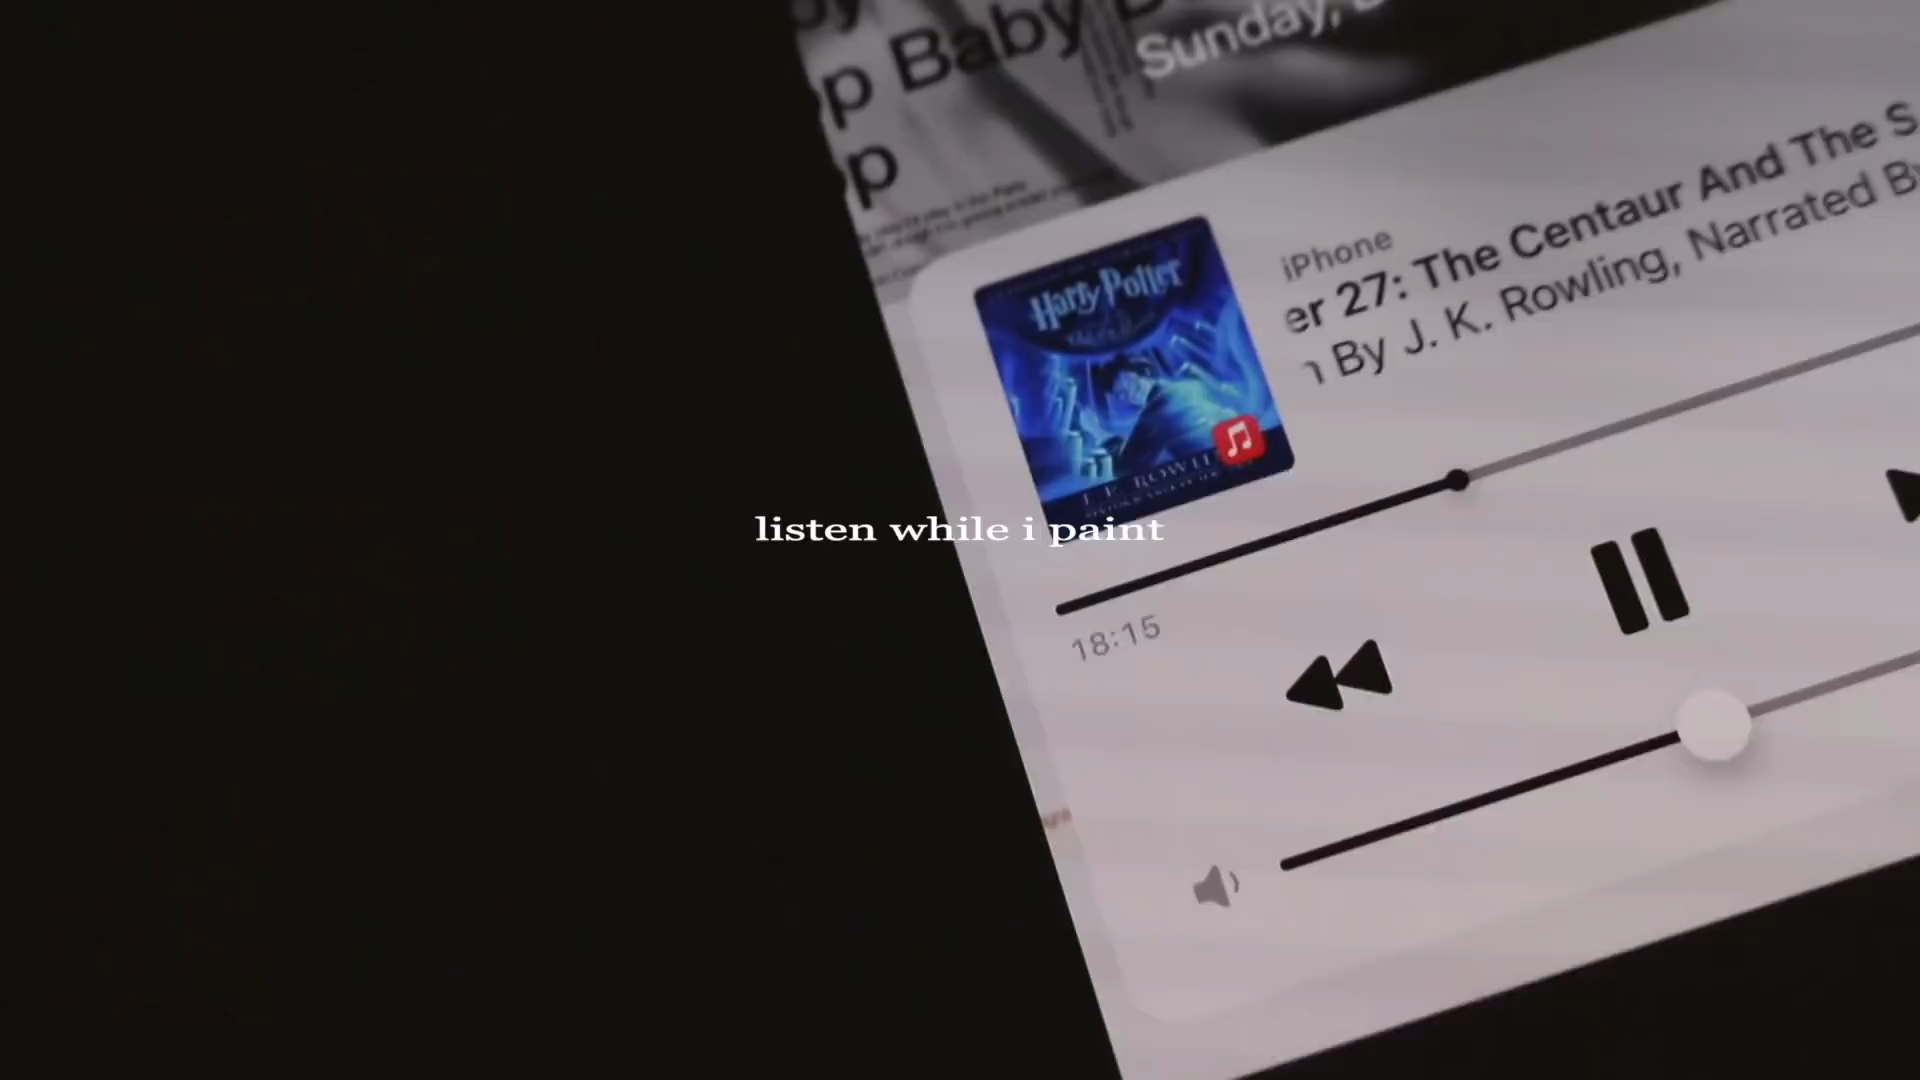 p Baby
Sunday,
p
iPhone
er 27: The Centaur And The S
By J. K. Rowling, Narrated By
Harry Potter
J. K. ROWLI
listen while i paint
18:15